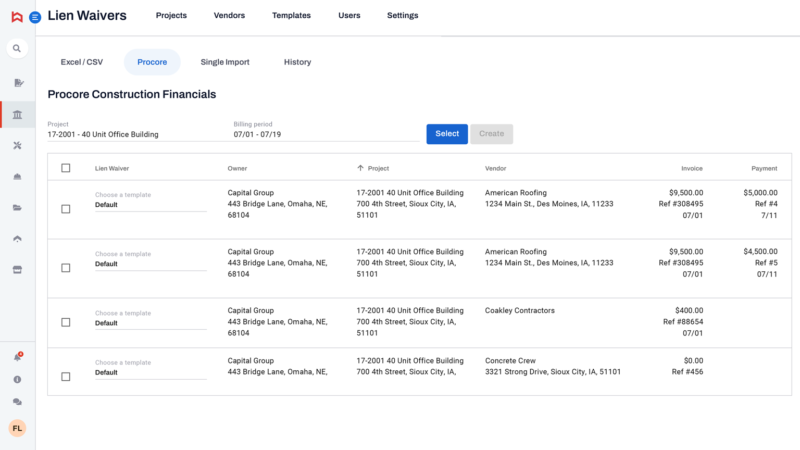 Lien Waivers
Projects Vendors Templates Users Settings
Excel / CSV Procore Single Import History
Procore Construction Financials
Project Billing period
17-2001 - 40 Unit Office Building 07/01 - 07/19 Select Create
Lien Waiver Owner Project Vendor Invoice Payment
Choose a template Capital Group 17-2001 40 Unit Office Building American Roofing $9,500.00 $5,000.00
Default 443 Bridge Lane, Omaha, NE, 700 4th Street, Sioux City, IA, 1234 Main St., Des Moines, IA, 11233 Ref #308495 Ref #4
68104 51101 07/01 7/11
Choose a template Capital Group 17-2001 40 Unit Office Building American Roofing $9,500.00 $4,500.00
Default 443 Bridge Lane, Omaha, NE, 700 4th Street, Sioux City, IA, 1234 Main St., Des Moines, IA, 11233 Ref #308495 Ref #5
68104 51101 07/01 07/11
Choose a template Capital Group 17-2001 40 Unit Office Building Coakley Contractors $400.00
Default 443 Bridge Lane, Omaha, NE, 700 4th Street, Sioux City, IA, Ref #88654
68104 51101 07/01
Choose a template Capital Group 17-2001 40 Unit Office Building Concrete Crew $0.00
Default 443 Bridge Lane, Omaha, NE, 700 4th Street, Sioux City, IA, 3321 Strong Drive, Sioux City, IA, 51101 Ref #456
FL